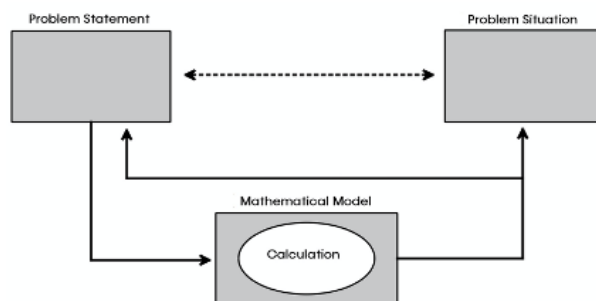 Problem Statement
Problem Situation
Mathematical Model
Calculation